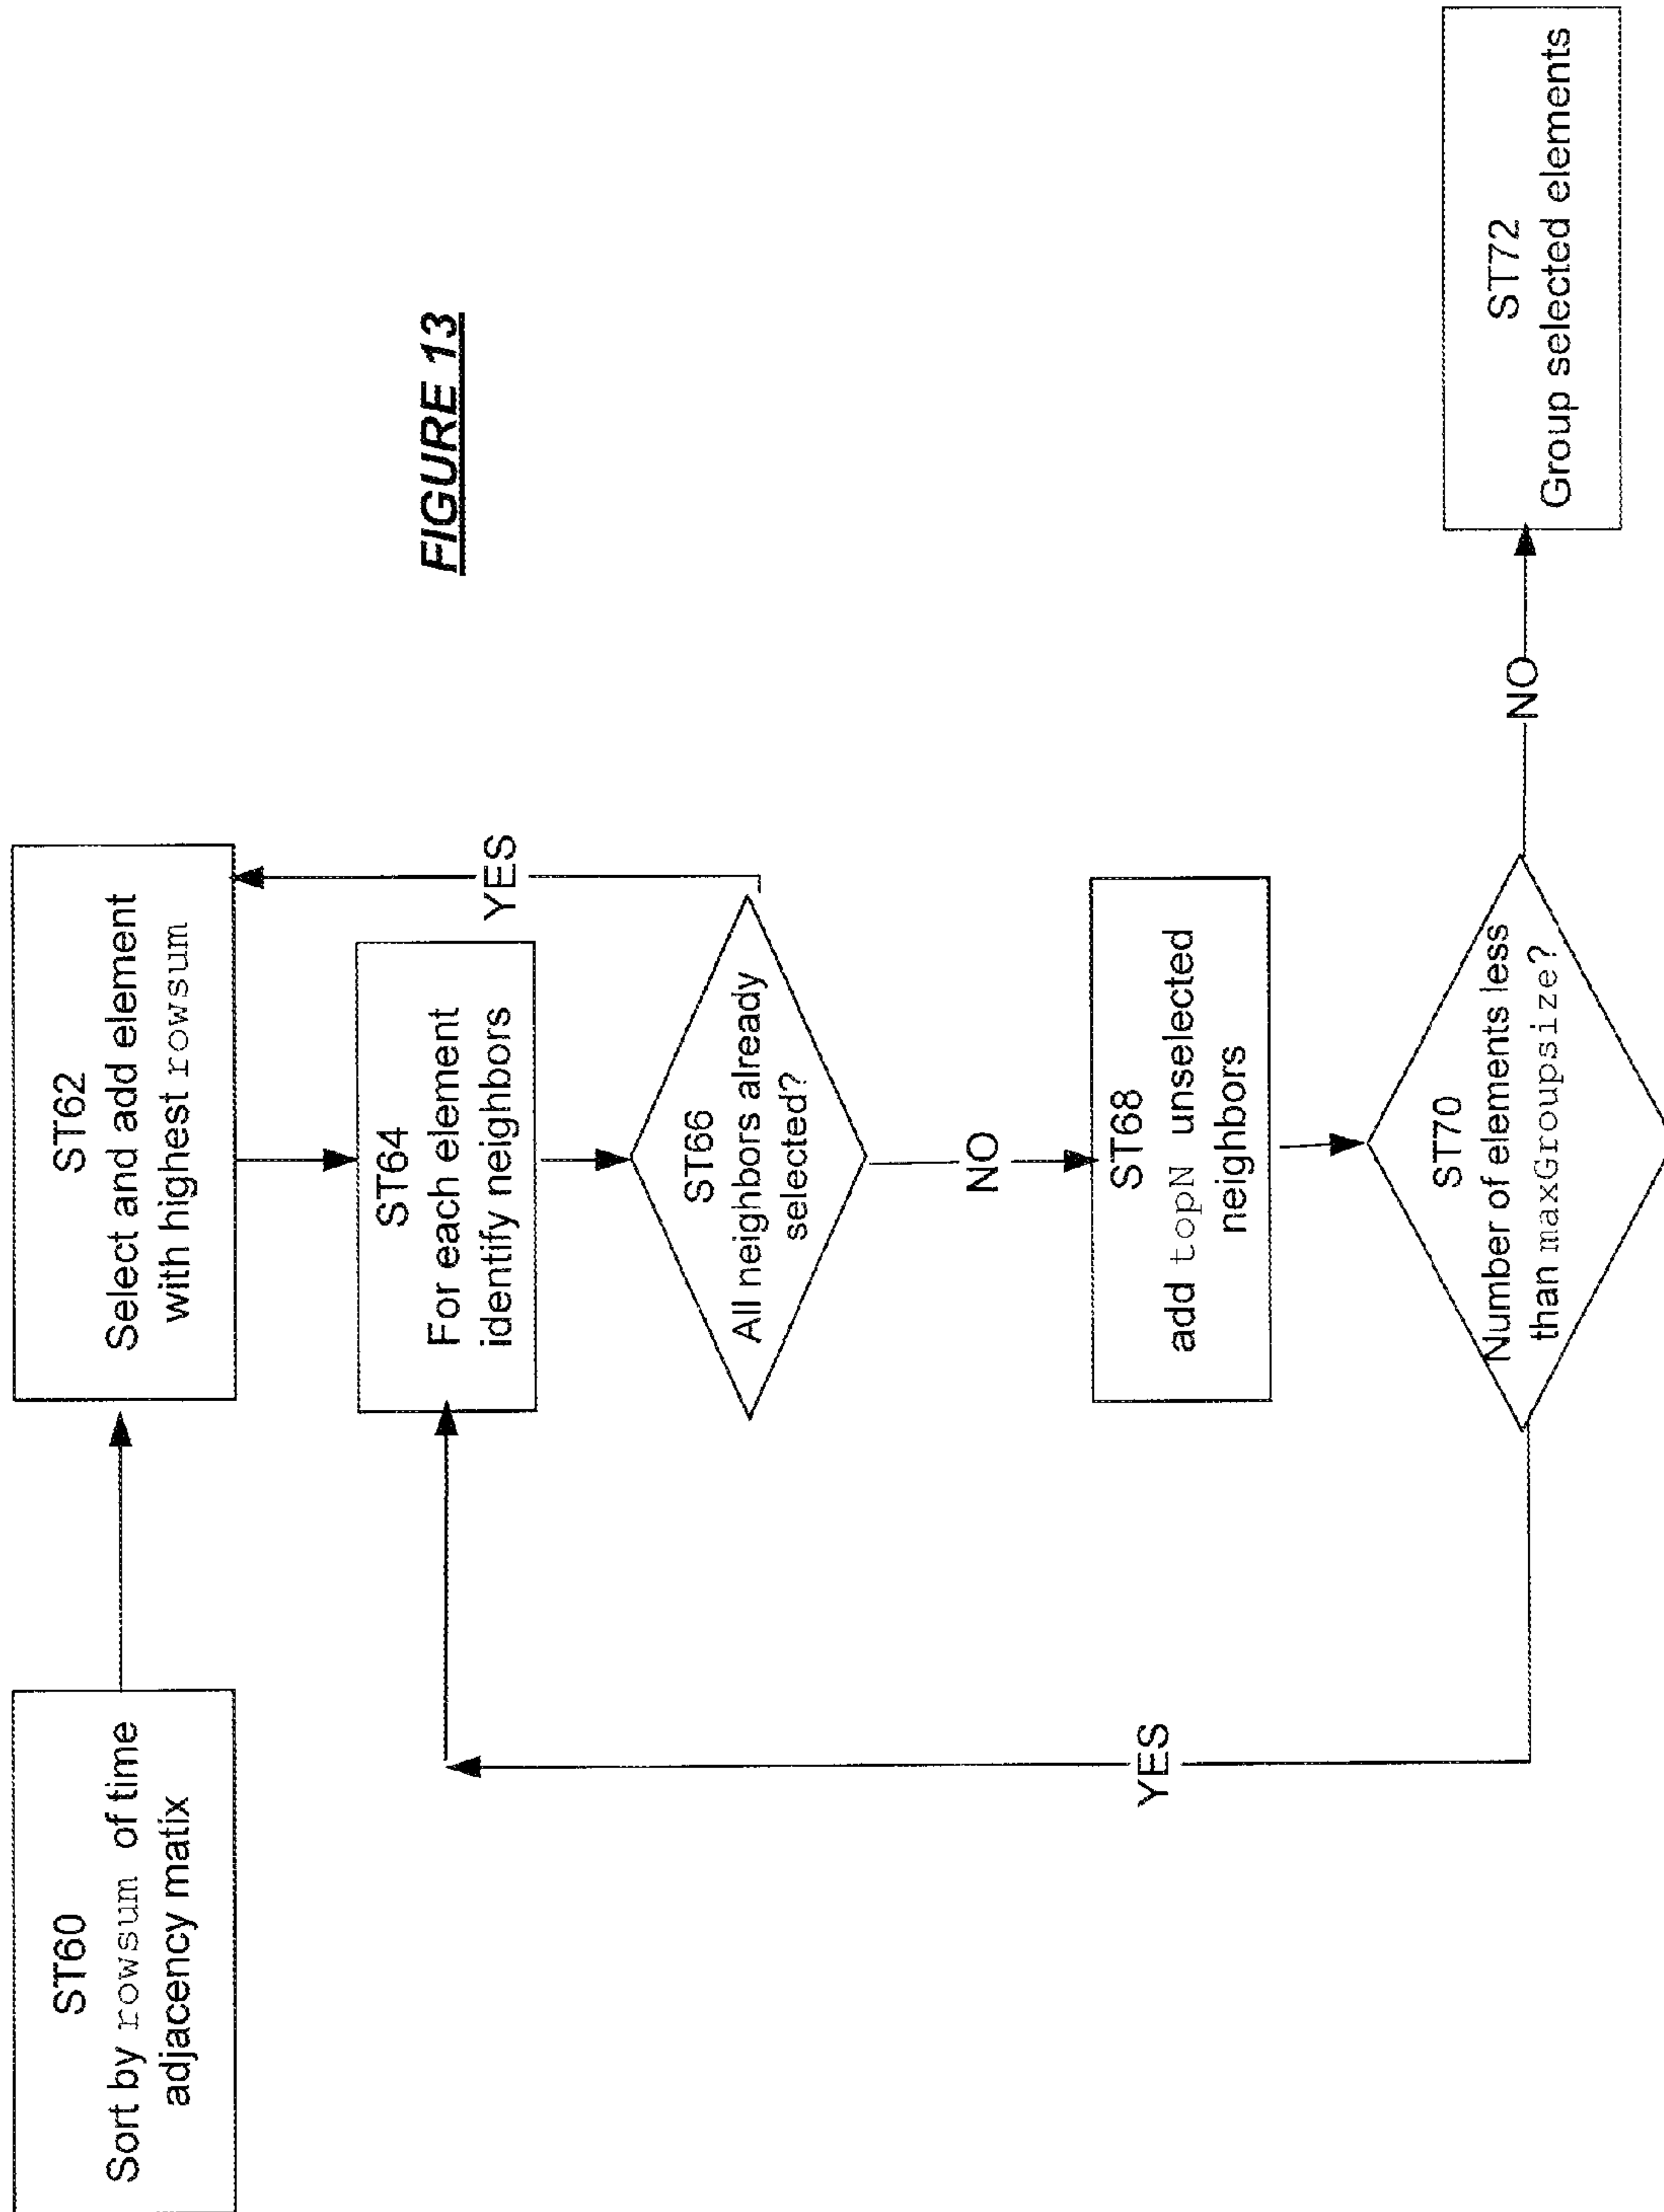 ST60
Sort by rowsum of time
adjacency matix
ST62
Select and add element
with highest rowsum
ST64
For each element
identify neighbors
YES
ST66
All neighbors already
selected?
NO
ST68
add topN unselected
neighbors
YES
ST70
Number of elements less
than maxGroupsize?
NO
ST72
Group selected elements
FIGURE 13